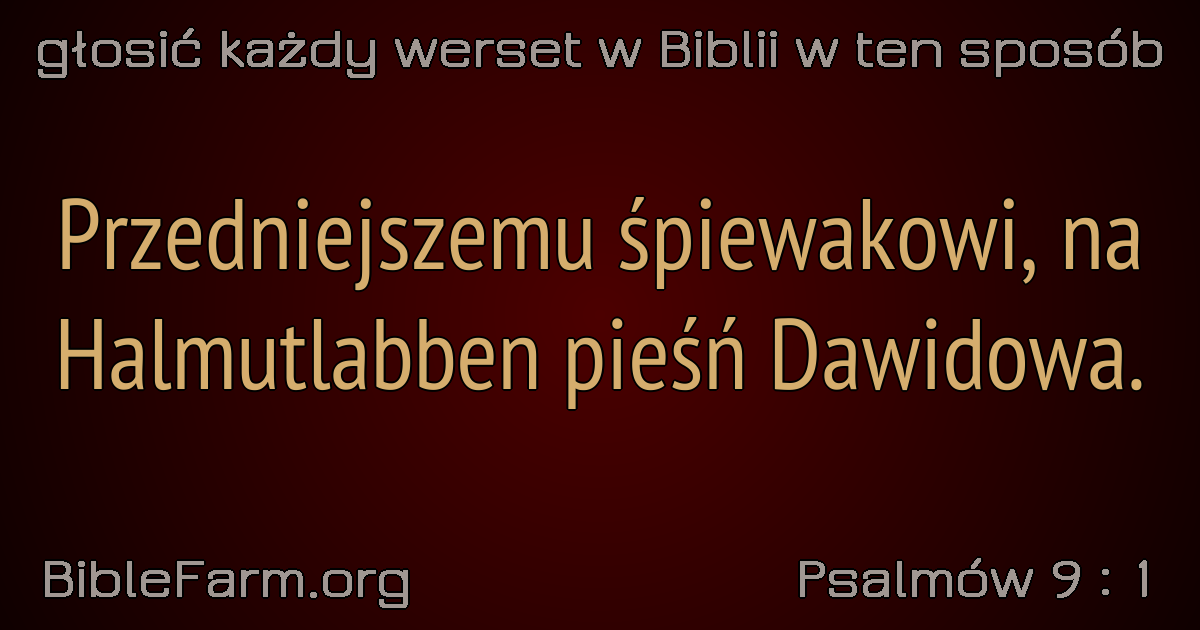 głosić każdy werset w Biblii w ten sposób
Przedniejszemu śpiewakowi, na
Halmutlabben pieśń Dawidowa.
BibleFarm.org
Psalmów 9 : 1